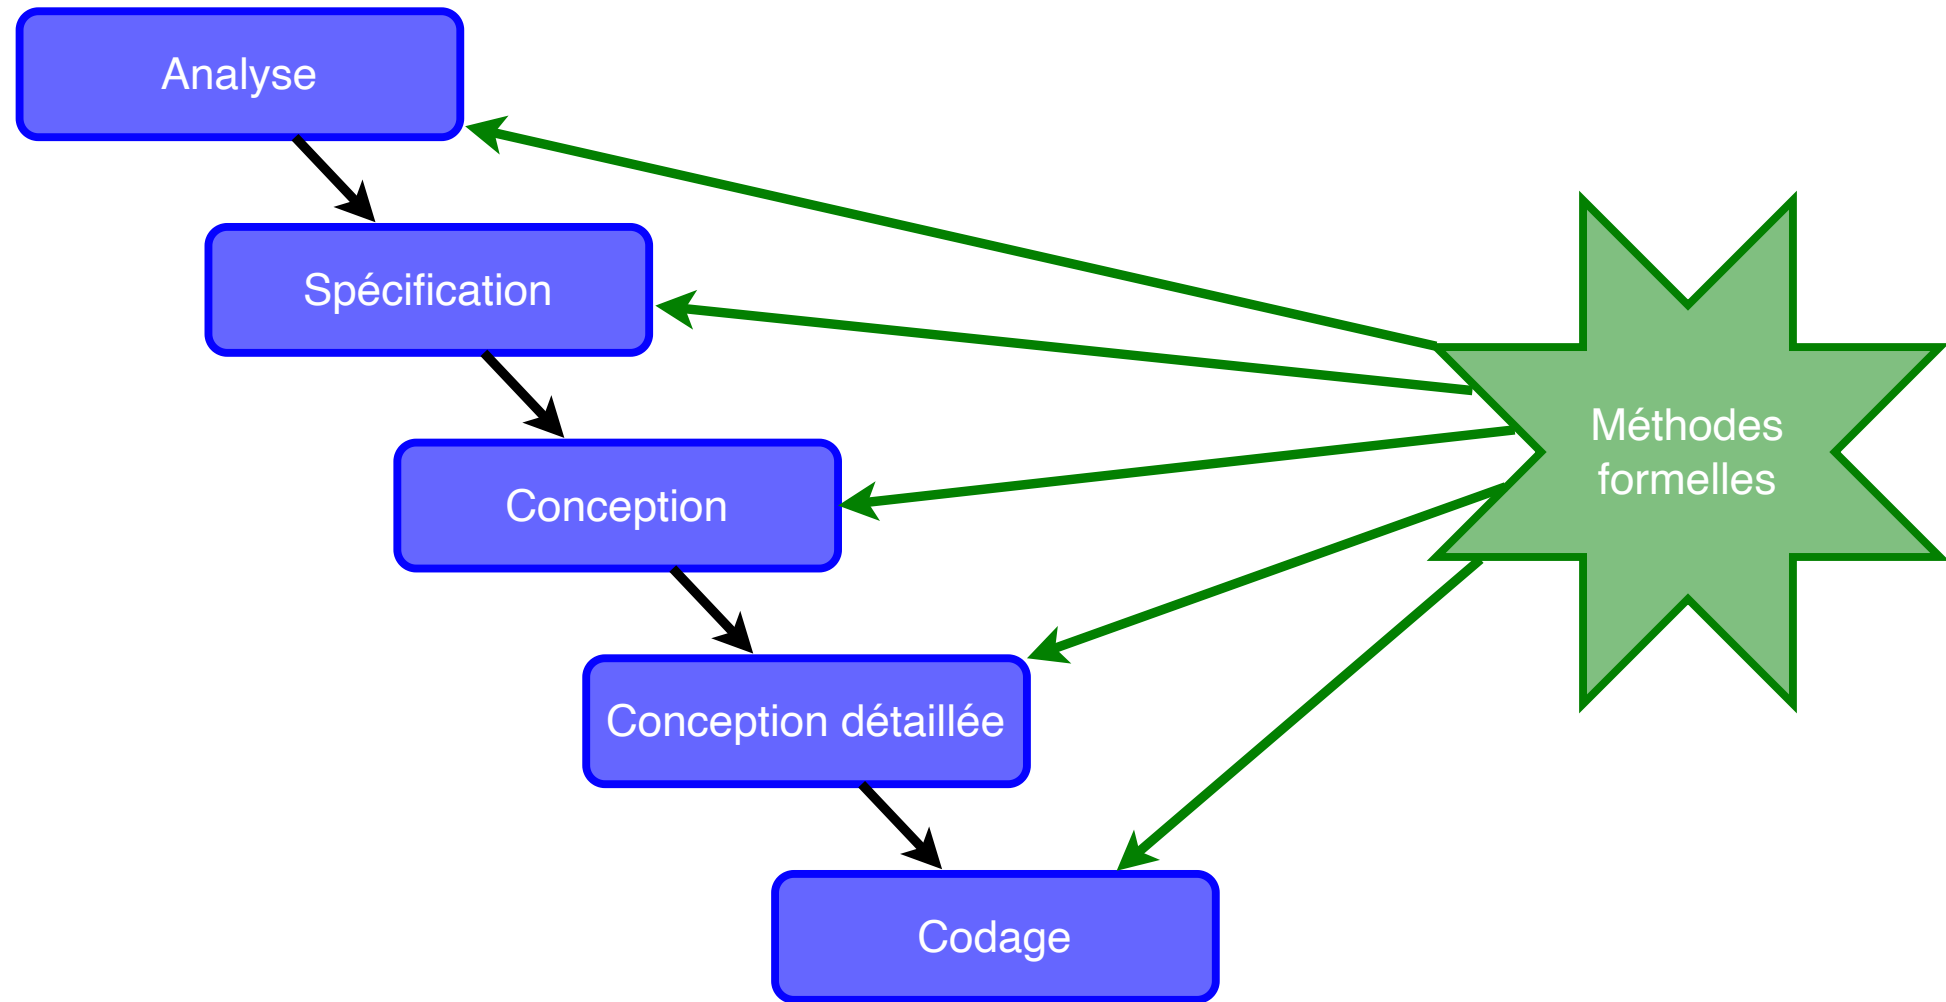 Analyse
Spécification
Conception
Conception détaillée
Codage
Méthodes
formelles